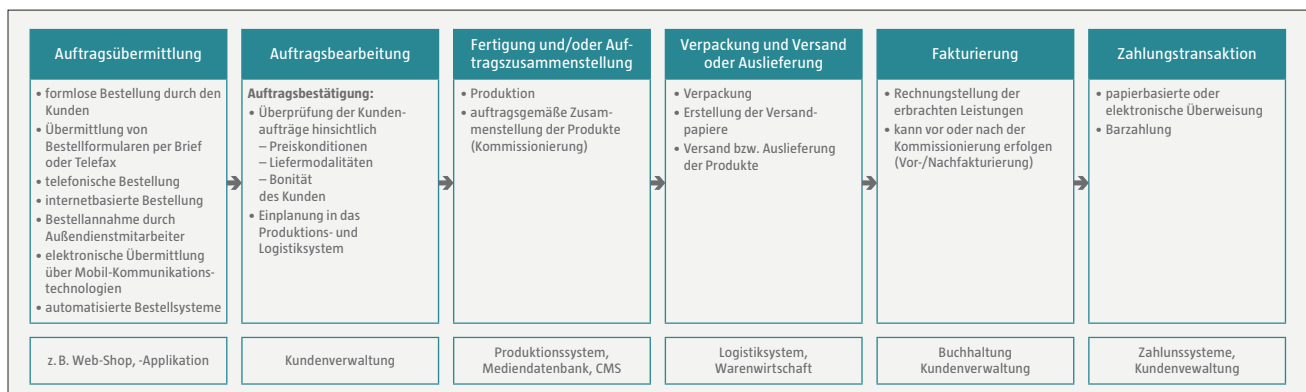 Auftragsübermittlung
• formlose Bestellung durch den
Kunden
• Übermittlung von
Bestellformularen per Brief
oder Telefax
• telefonische Bestellung
• internetbasierte Bestellung
• Bestellannahme durch
Außendienstmitarbeiter
• elektronische Übermittlung
über Mobil-Kommunikations-
technologien
• automatisierte Bestellsysteme
z. B. Web-Shop, -Applikation
Auftragsbearbeitung
Auftragsbestätigung:
• Überprüfung der Kunden-
aufträge hinsichtlich
– Preiskonditionen
– Liefermodalitäten
– Bonität
des Kunden
• Einplanung in das
Produktions- und
Logistiksystem
Kundenverwaltung
Fertigung und/oder Auf-
tragszusammenstellung
• Produktion
• auftragsgemäße Zusam-
menstellung der Produkte
(Kommissionierung)
Produktionssystem,
Mediendatenbank, CMS
Verpackung und Versand
oder Auslieferung
• Verpackung
• Erstellung der Versand-
papiere
• Versand bzw. Auslieferung
der Produkte
Logistiksystem,
Warenwirtschaft
Fakturierung
• Rechnungstellung der
erbrachten Leistungen
• kann vor oder nach der
Kommissionierung erfolgen
(Vor-/Nachfakturierung)
Buchhaltung
Kundenverwaltung
Zahlungstransaktion
• papierbasierte oder
elektronische Überweisung
• Barzahlung
Zahlunssysteme,
Kundenvewaltung